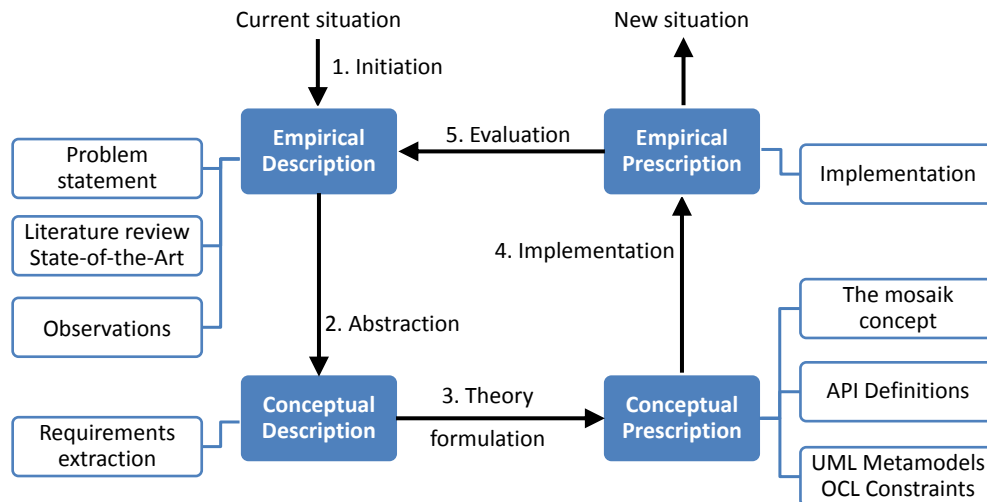 Current situation
New situation
1. Initiation
Empirical
Description
5. Evaluation
Empirical
Prescription
Problem
statement
Literature review
State-of-the-Art
Observations
Implementation
4. Implementation
2. Abstraction
The mosaik
concept
API Definitions
UML Metamodels
OCL Constraints
Conceptual
Description
3. Theory
formulation
Conceptual
Prescription
Requirements
extraction